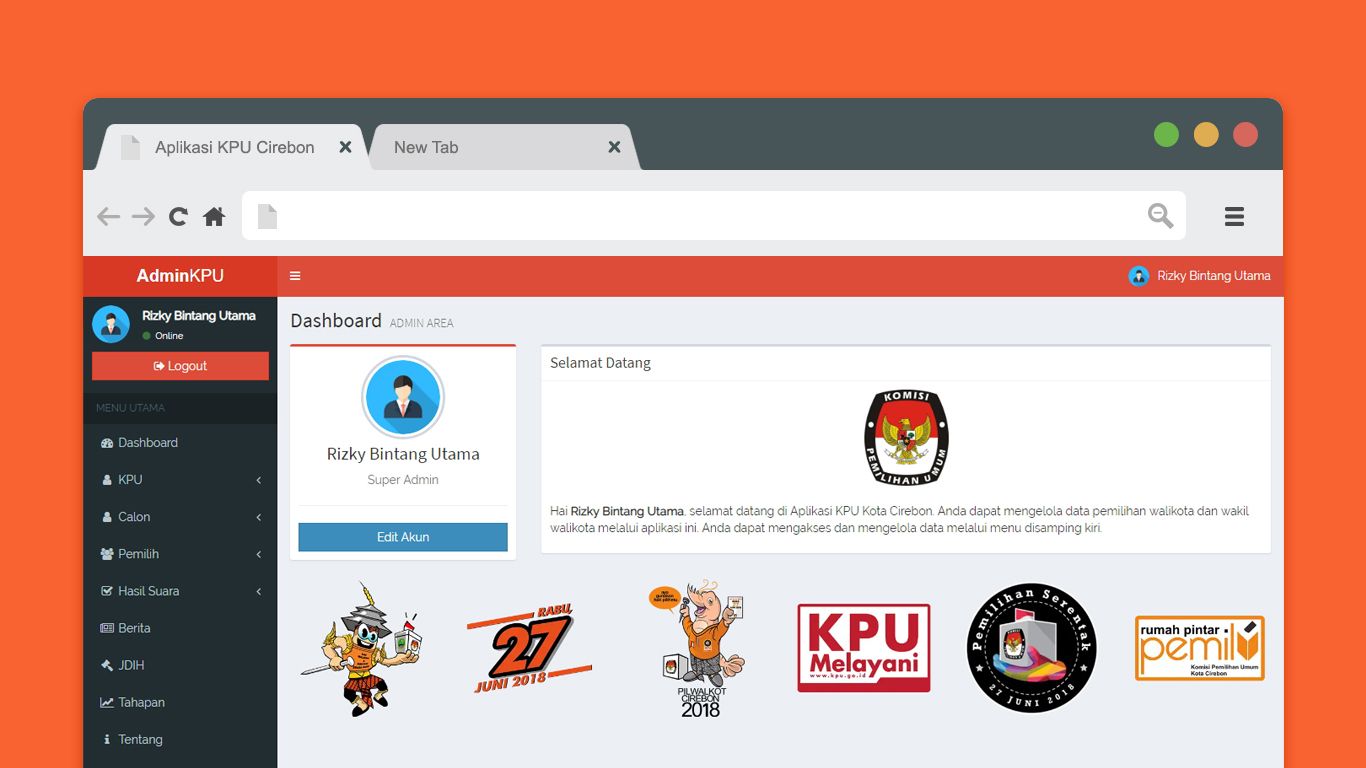 Aplikasi KPU Cirebon
New Tab
AdminKPU
Rizky Bintang Utama
Rizky Bintang Utama
Online
Logout
MENU UTAMA
Dashboard
KPU
Calon
Pemilih
Hasil Suara
Berita
JDIH
Tahapan
Tentang
Dashboard ADMIN AREA
Rizky Bintang Utama
Super Admin
Edit Akun
Selamat Datang
KOMISI
PEMILIHAN UMUM
Hai Rizky Bintang Utama, selamat datang di Aplikasi KPU Kota Cirebon. Anda dapat mengelola data pemilihan walikota dan wakil
walikota melalui aplikasi ini. Anda dapat mengakses dan mengelola data melalui menu disamping kiri.
RABU,
27
JUNI 2018
PILWALKOT
CIREBON
2018
KPU
Melayani
www.kpu.go.id
Pemilihan Serentak
27 JUNI 2018
rumah pintar
pemilu
Komisi Pemilihan Umum
Kota Cirebon